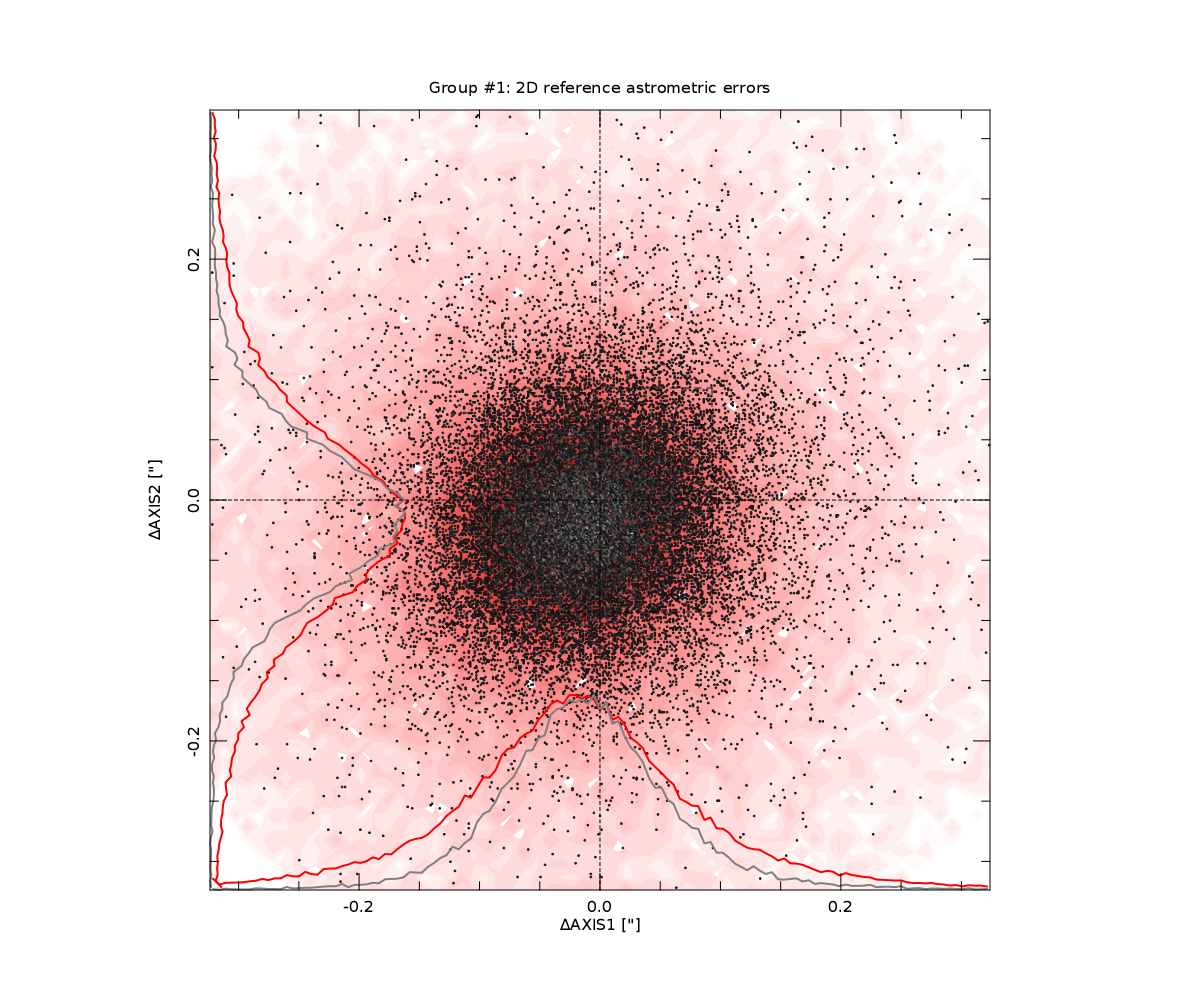 Group #1: 2D reference astrometric errors
0.2
0.0
-0.2
ΔAXIS2 ["]
-0.2
0.0
0.2
ΔAXIS1 ["]